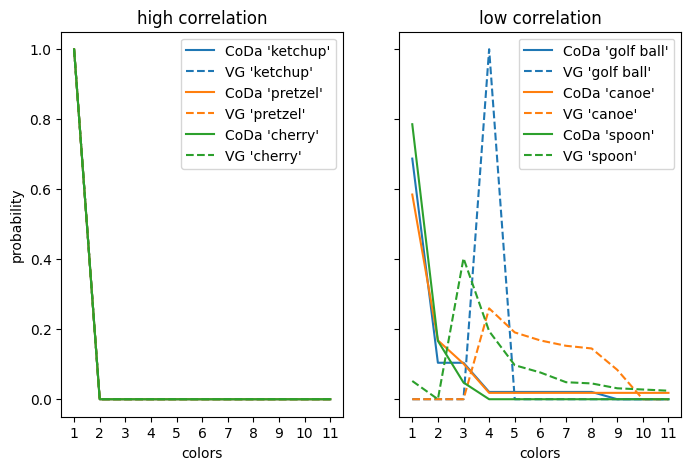 high correlation
low correlation
CoDa 'ketchup'
VG 'ketchup'
CoDa 'pretzel'
VG 'pretzel'
CoDa 'cherry'
VG 'cherry'
CoDa 'golf ball'
VG 'golf ball'
CoDa 'canoe'
VG 'canoe'
CoDa 'spoon'
VG 'spoon'
probability
1.0
0.8
0.6
0.4
0.2
0.0
1 2 3 4 5 6 7 8 9 10 11
colors
1 2 3 4 5 6 7 8 9 10 11
colors